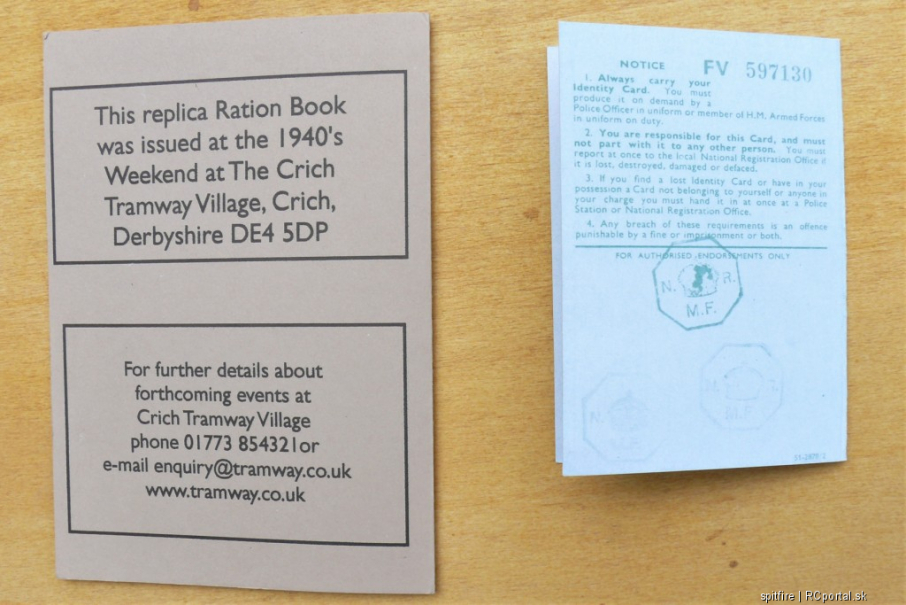 This replica Ration Book
was issued at the 1940's
Weekend at The Crich
Tramway Village, Crich,
Derbyshire DE4 5DP
For further details about
forthcoming events at
Crich Tramway Village
phone 01773 854321or
e-mail enquiry@tramway.co.uk
www.tramway.co.uk
NOTICE FV 597130
1. Always carry your
Identity Card. You must
produce it on demand by a
Police Officer in uniform or member of H.M. Armed Forces
in uniform on duty.
2. You are responsible for this Card, and must
not part with it to any other person. You must
report at once to the local National Registration Office if
it is lost, destroyed, damaged or defaced.
3. If you find a lost Identity Card or have in your
possession a Card not belonging to yourself or anyone in
your charge you must hand it in at once at a Police
Station or National Registration Office.
4. Any breach of these requirements is an offence
punishable by a fine or imprisonment or both.
FOR AUTHORISED ENDORSEMENTS ONLY
N. R.
M.F.
N. R.
M.F.
N.
M.F.
spitfire | RCportal.sk